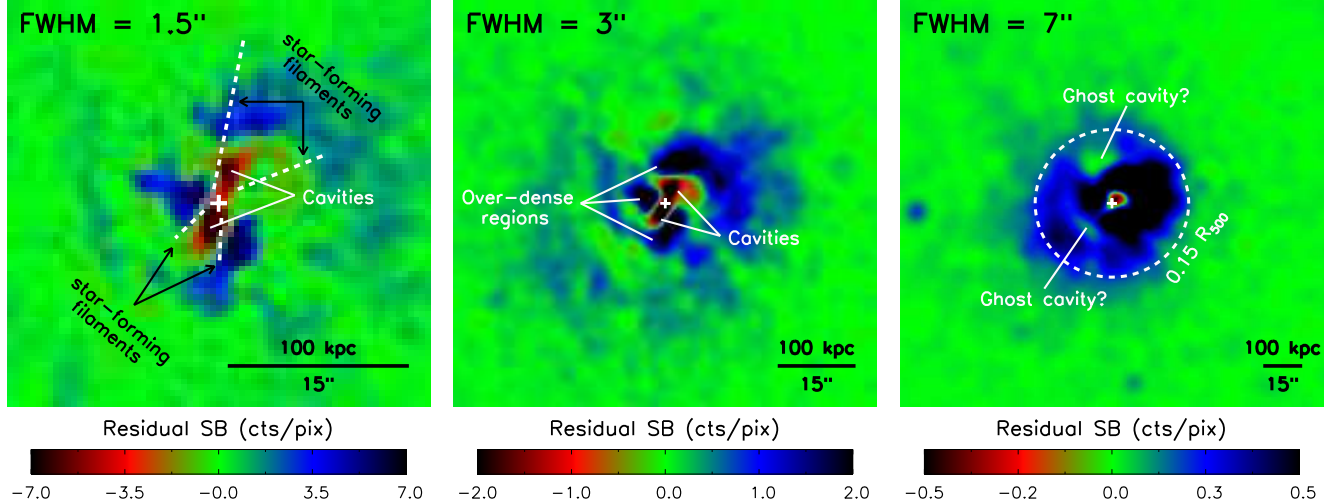 FWHM = 1.5"
star-forming
filaments
Cavities
star-forming
filaments
100 kpc
15"
Residual SB (cts/pix)
-7.0 -3.5 -0.0 3.5 7.0
FWHM = 3"
Over-dense
regions
Cavities
100 kpc
15"
Residual SB (cts/pix)
-2.0 -1.0 0.0 1.0 2.0
FWHM = 7"
Ghost cavity?
Ghost cavity?
0.15 R500
100 kpc
15"
Residual SB (cts/pix)
-0.5 -0.2 0.0 0.3 0.5